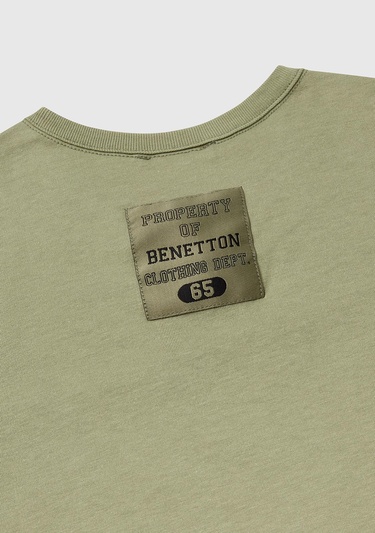 PROPERTY
OF
BENETTON
CLOTHING DEPT.
65